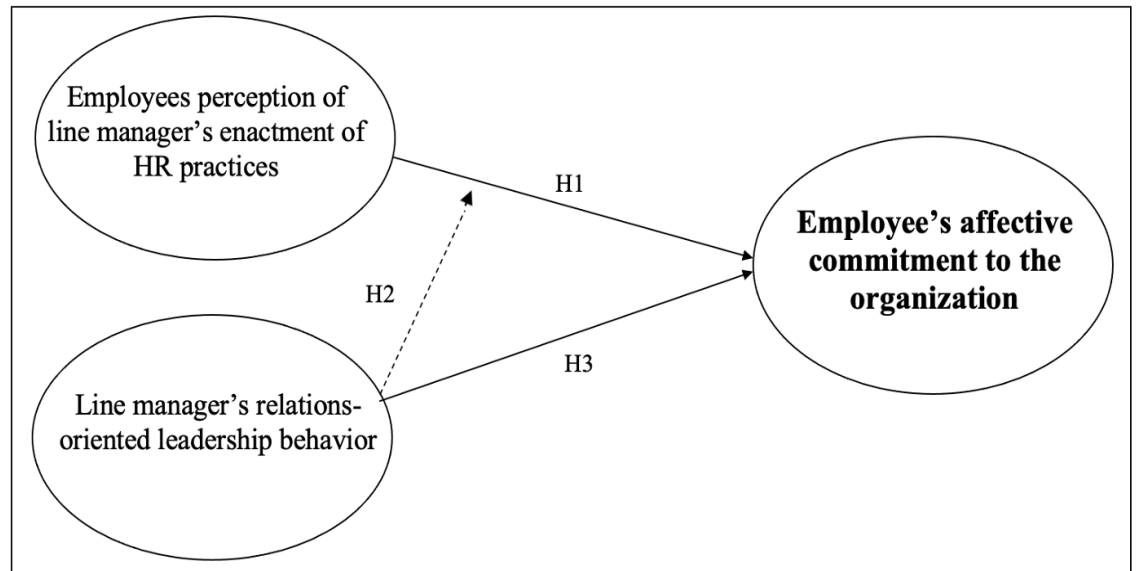 Employees perception of
line manager’s enactment of
HR practices
H1
Employee’s affective
commitment to the
organization
H2
H3
Line manager’s relations-
oriented leadership behavior